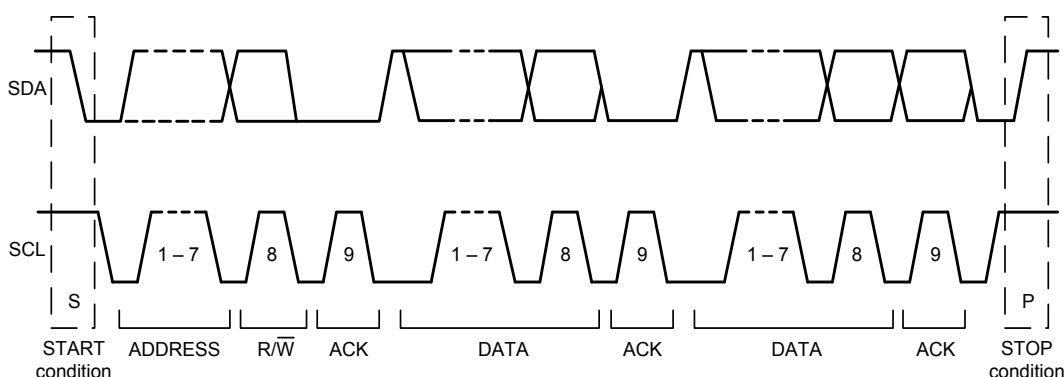 SDA
SCL
1 – 7
8
9
1 – 7
8
9
1 – 7
8
9
S
P
START condition
ADDRESS
R/W̅
ACK
DATA
ACK
DATA
ACK
STOP condition